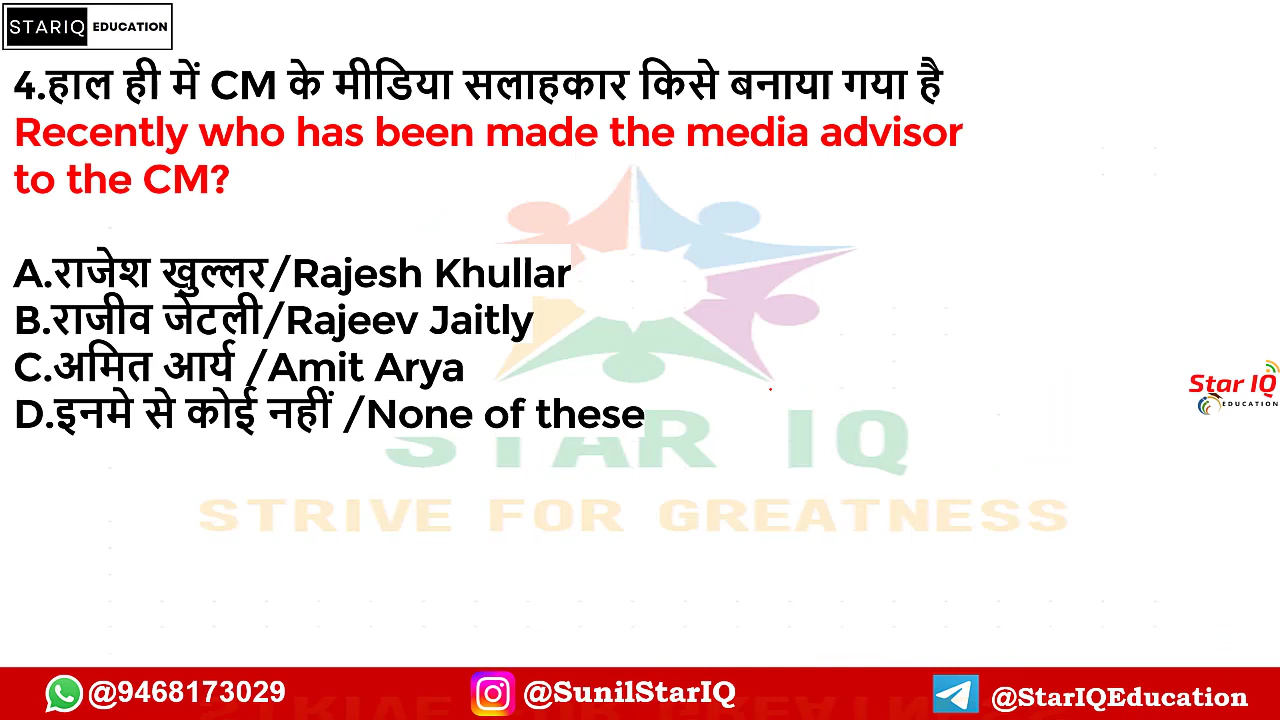 STARIQ EDUCATION
4.हाल ही में CM के मीडिया सलाहकार किसे बनाया गया है
Recently who has been made the media advisor
to the CM?
A.राजेश खुल्लर/Rajesh Khullar
B.राजीव जेटली/Rajeev Jaitly
C.अमित आर्य /Amit Arya
D.इनमे से कोई नहीं /None of these
Star IQ
EDUCATION
STAR IQ
STRIVE FOR GREATNESS
@9468173029 @SunilStarIQ @StarIQEducation